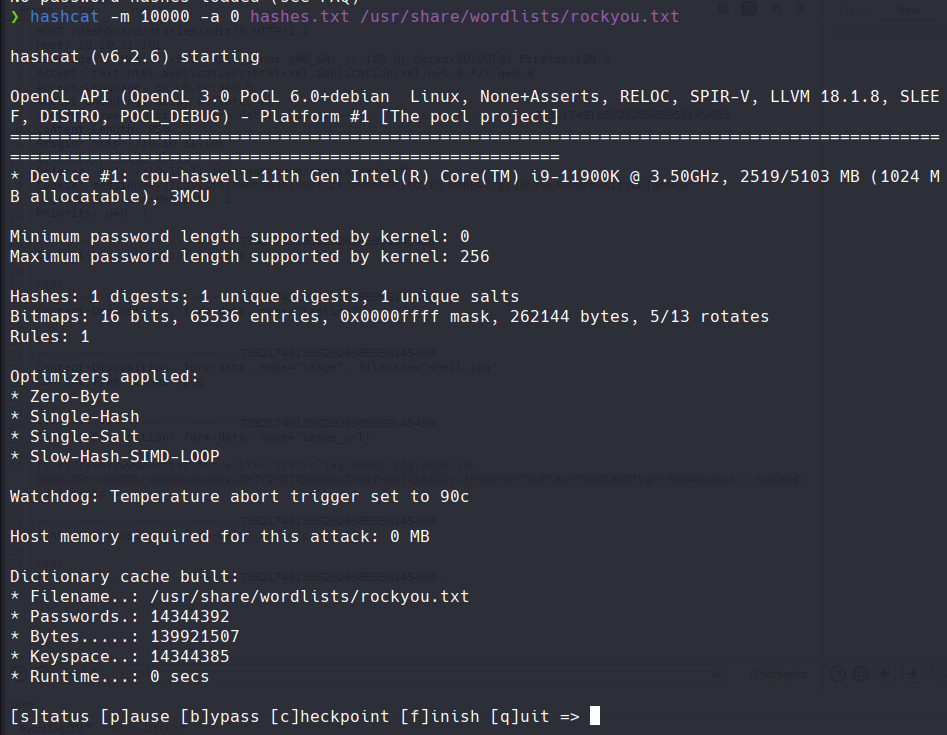 No password hashes loaded (see FAQ)
❯ hashcat -m 10000 -a 0 hashes.txt /usr/share/wordlists/rockyou.txt
hashcat (v6.2.6) starting
OpenCL API (OpenCL 3.0 PoCL 6.0+debian  Linux, None+Asserts, RELOC, SPIR-V, LLVM 18.1.8, SLEE
F, DISTRO, POCL_DEBUG) - Platform #1 [The pocl project]
=============================================================================================
=======================================================
* Device #1: cpu-haswell-11th Gen Intel(R) Core(TM) i9-11900K @ 3.50GHz, 2519/5103 MB (1024 M
B allocatable), 3MCU
Minimum password length supported by kernel: 0
Maximum password length supported by kernel: 256
Hashes: 1 digests; 1 unique digests, 1 unique salts
Bitmaps: 16 bits, 65536 entries, 0x0000ffff mask, 262144 bytes, 5/13 rotates
Rules: 1
Optimizers applied:
* Zero-Byte
* Single-Hash
* Single-Salt
* Slow-Hash-SIMD-LOOP
Watchdog: Temperature abort trigger set to 90c
Host memory required for this attack: 0 MB
Dictionary cache built:
* Filename..: /usr/share/wordlists/rockyou.txt
* Passwords.: 14344392
* Bytes.....: 139921507
* Keyspace..: 14344385
* Runtime...: 0 secs
0 highlights
[s]tatus [p]ause [b]ypass [c]heckpoint [f]inish [q]uit =>